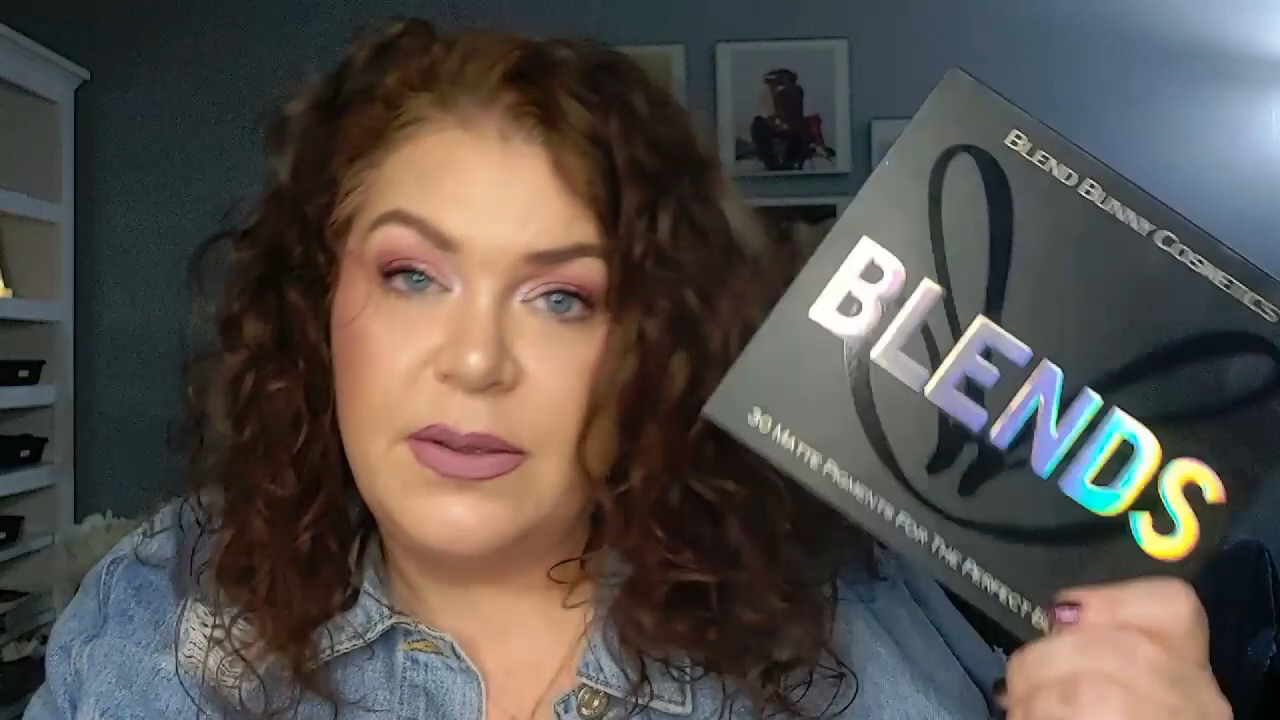 BLEND BUNNY COSMETICS
BLENDS
30 MATTE PIGMENTS FOR THE PERFECT